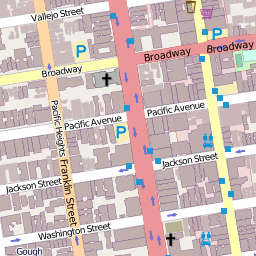 Vallejo Street
Broadway
Broadway
Broadway
Pacific Avenue
Pacific Avenue
Pacific Heights
Franklin Street
Jackson Street
Jackson Street
Washington Street
Gough
P
P
P